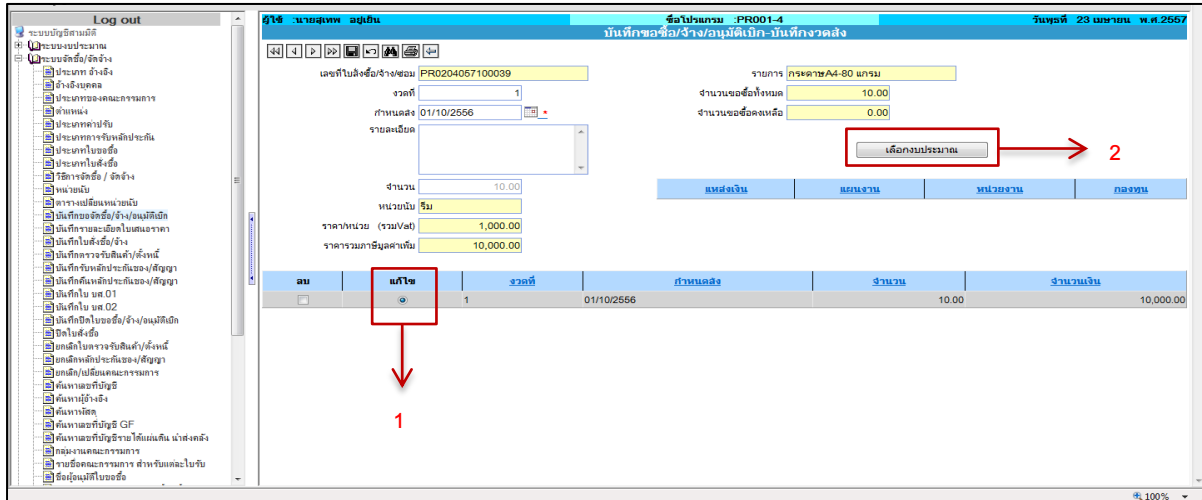 Log out
ระบบบัญชีสามมิติ
ระบบงบประมาณ
ระบบจัดซื้อ/จัดจ้าง
ประเภท อ้างอิง
อ้างอิงบุคคล
ประเภทของคณะกรรมการ
ตำแหน่ง
ประเภทค่าปรับ
ประเภทการรับหลักประกัน
ประเภทใบขอซื้อ
ประเภทใบสั่งซื้อ
วิธีการจัดซื้อ / จัดจ้าง
หน่วยนับ
ตารางเปลี่ยนหน่วยนับ
บันทึกขอจัดซื้อ/จ้าง/อนุมัติเบิก
บันทึกรายละเอียดใบเสนอราคา
บันทึกใบสั่งซื้อ/จ้าง
บันทึกตรวจรับสินค้า/ตั้งหนี้
บันทึกรับหลักประกันซอง/สัญญา
บันทึกคืนหลักประกันซอง/สัญญา
บันทึกใบ บส.01
บันทึกใบ บส.02
บันทึกปิดใบขอซื้อ/จ้าง/อนุมัติเบิก
ปิดใบสั่งซื้อ
ยกเลิกใบตรวจรับสินค้า/ตั้งหนี้
ยกเลิกหลักประกันซอง/สัญญา
ยกเลิก/เปลี่ยนคณะกรรมการ
ค้นหาเลขที่บัญชี
ค้นหาผู้อ้างอิง
ค้นหาพัสดุ
ค้นหาเลขที่บัญชี GF
ค้นหาเลขที่บัญชีรายได้แผ่นดิน นำส่งคลัง
กลุ่มงานคณะกรรมการ
รายชื่อคณะกรรมการ สำหรับแต่ละใบรับ
ชื่อผู้อนุมัติใบขอซื้อ
ผู้ใช้ :นายสุเทพ อยู่เย็น ชื่อโปรแกรม :PR001-4 วันพุธที่ 23 เมษายน พ.ศ.2557
บันทึกขอซื้อ/จ้าง/อนุมัติเบิก-บันทึกงวดส่ง
เลขที่ใบสั่งซื้อ/จ้าง/ซ่อม PR0204057100039 รายการ กระดาษA4-80 แกรม
งวดที่ 1 จำนวนขอซื้อทั้งหมด 10.00
กำหนดส่ง 01/10/2556 * จำนวนขอซื้อคงเหลือ 0.00
รายละเอียด
เลือกงบประมาณ 2
จำนวน 10.00 แหล่งเงิน แผนงาน หน่วยงาน กองทุน
หน่วยนับ รีม
ราคา/หน่วย (รวมVat) 1,000.00
ราคารวมภาษีมูลค่าเพิ่ม 10,000.00
ลบ แก้ไข งวดที่ กำหนดส่ง จำนวน จำนวนเงิน
1 01/10/2556 10.00 10,000.00
1
100%